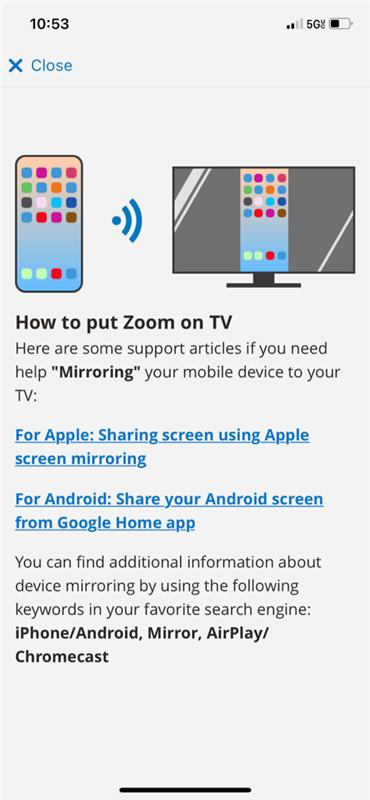 10:53
5G
Close
How to put Zoom on TV
Here are some support articles if you need
help "Mirroring" your mobile device to your
TV:
For Apple: Sharing screen using Apple
screen mirroring
For Android: Share your Android screen
from Google Home app
You can find additional information about
device mirroring by using the following
keywords in your favorite search engine:
iPhone/Android, Mirror, AirPlay/
Chromecast